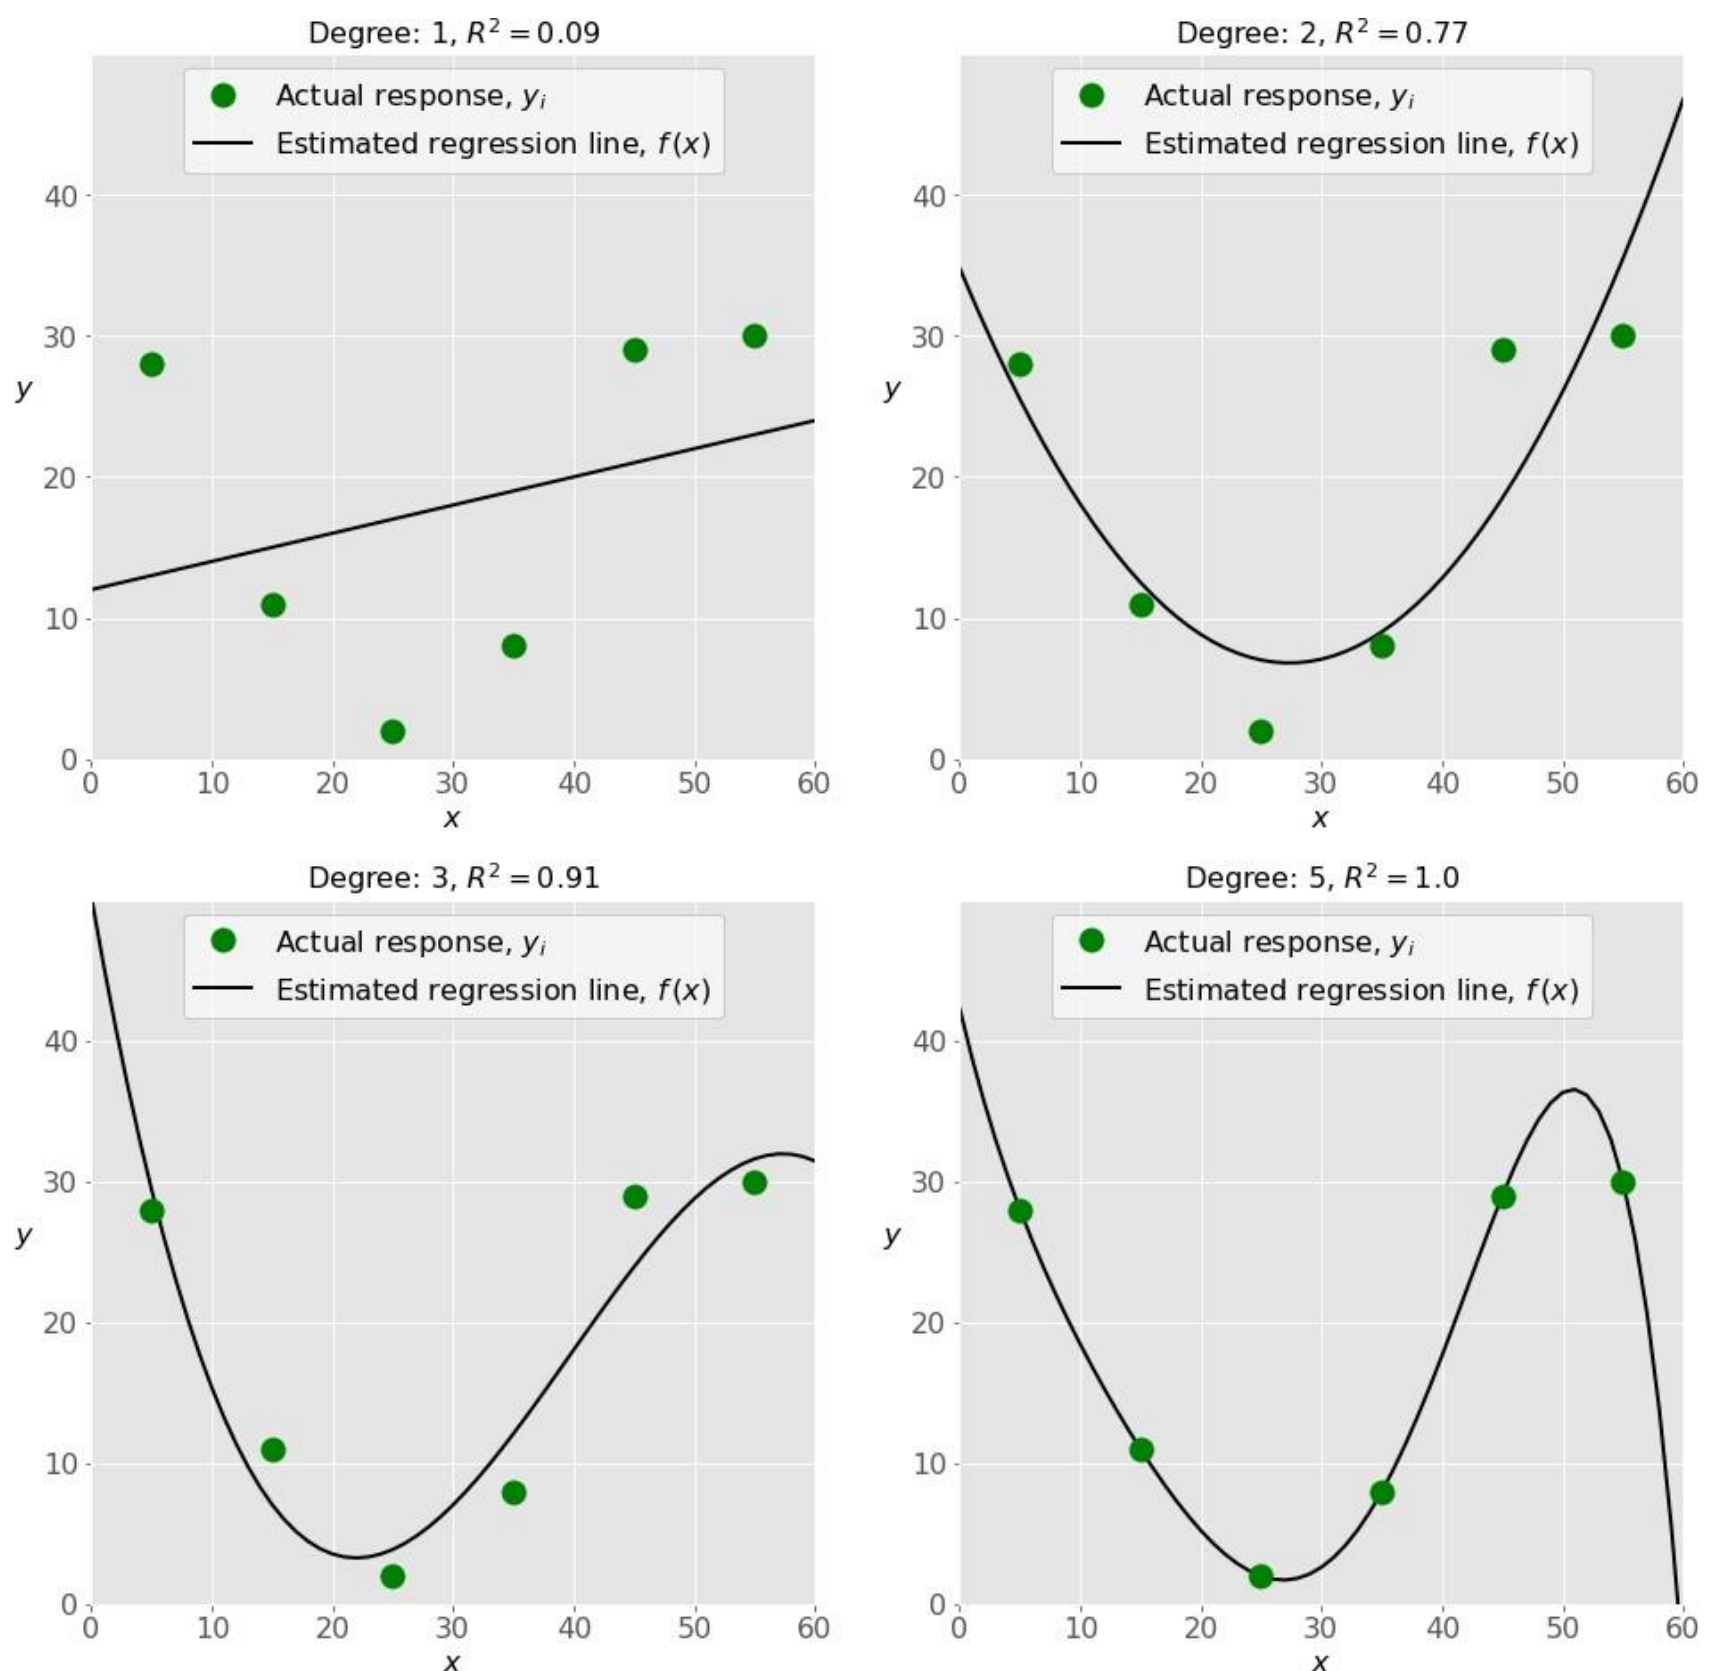 Degree: 1, R² = 0.09
Actual response, yᵢ
Estimated regression line, f(x)
40
30
y
20
10
0
0 10 20 30 40 50 60
x
Degree: 2, R² = 0.77
Actual response, yᵢ
Estimated regression line, f(x)
40
30
y
20
10
0
0 10 20 30 40 50 60
x
Degree: 3, R² = 0.91
Actual response, yᵢ
Estimated regression line, f(x)
40
30
y
20
10
0
0 10 20 30 40 50 60
x
Degree: 5, R² = 1.0
Actual response, yᵢ
Estimated regression line, f(x)
40
30
y
20
10
0
0 10 20 30 40 50 60
x